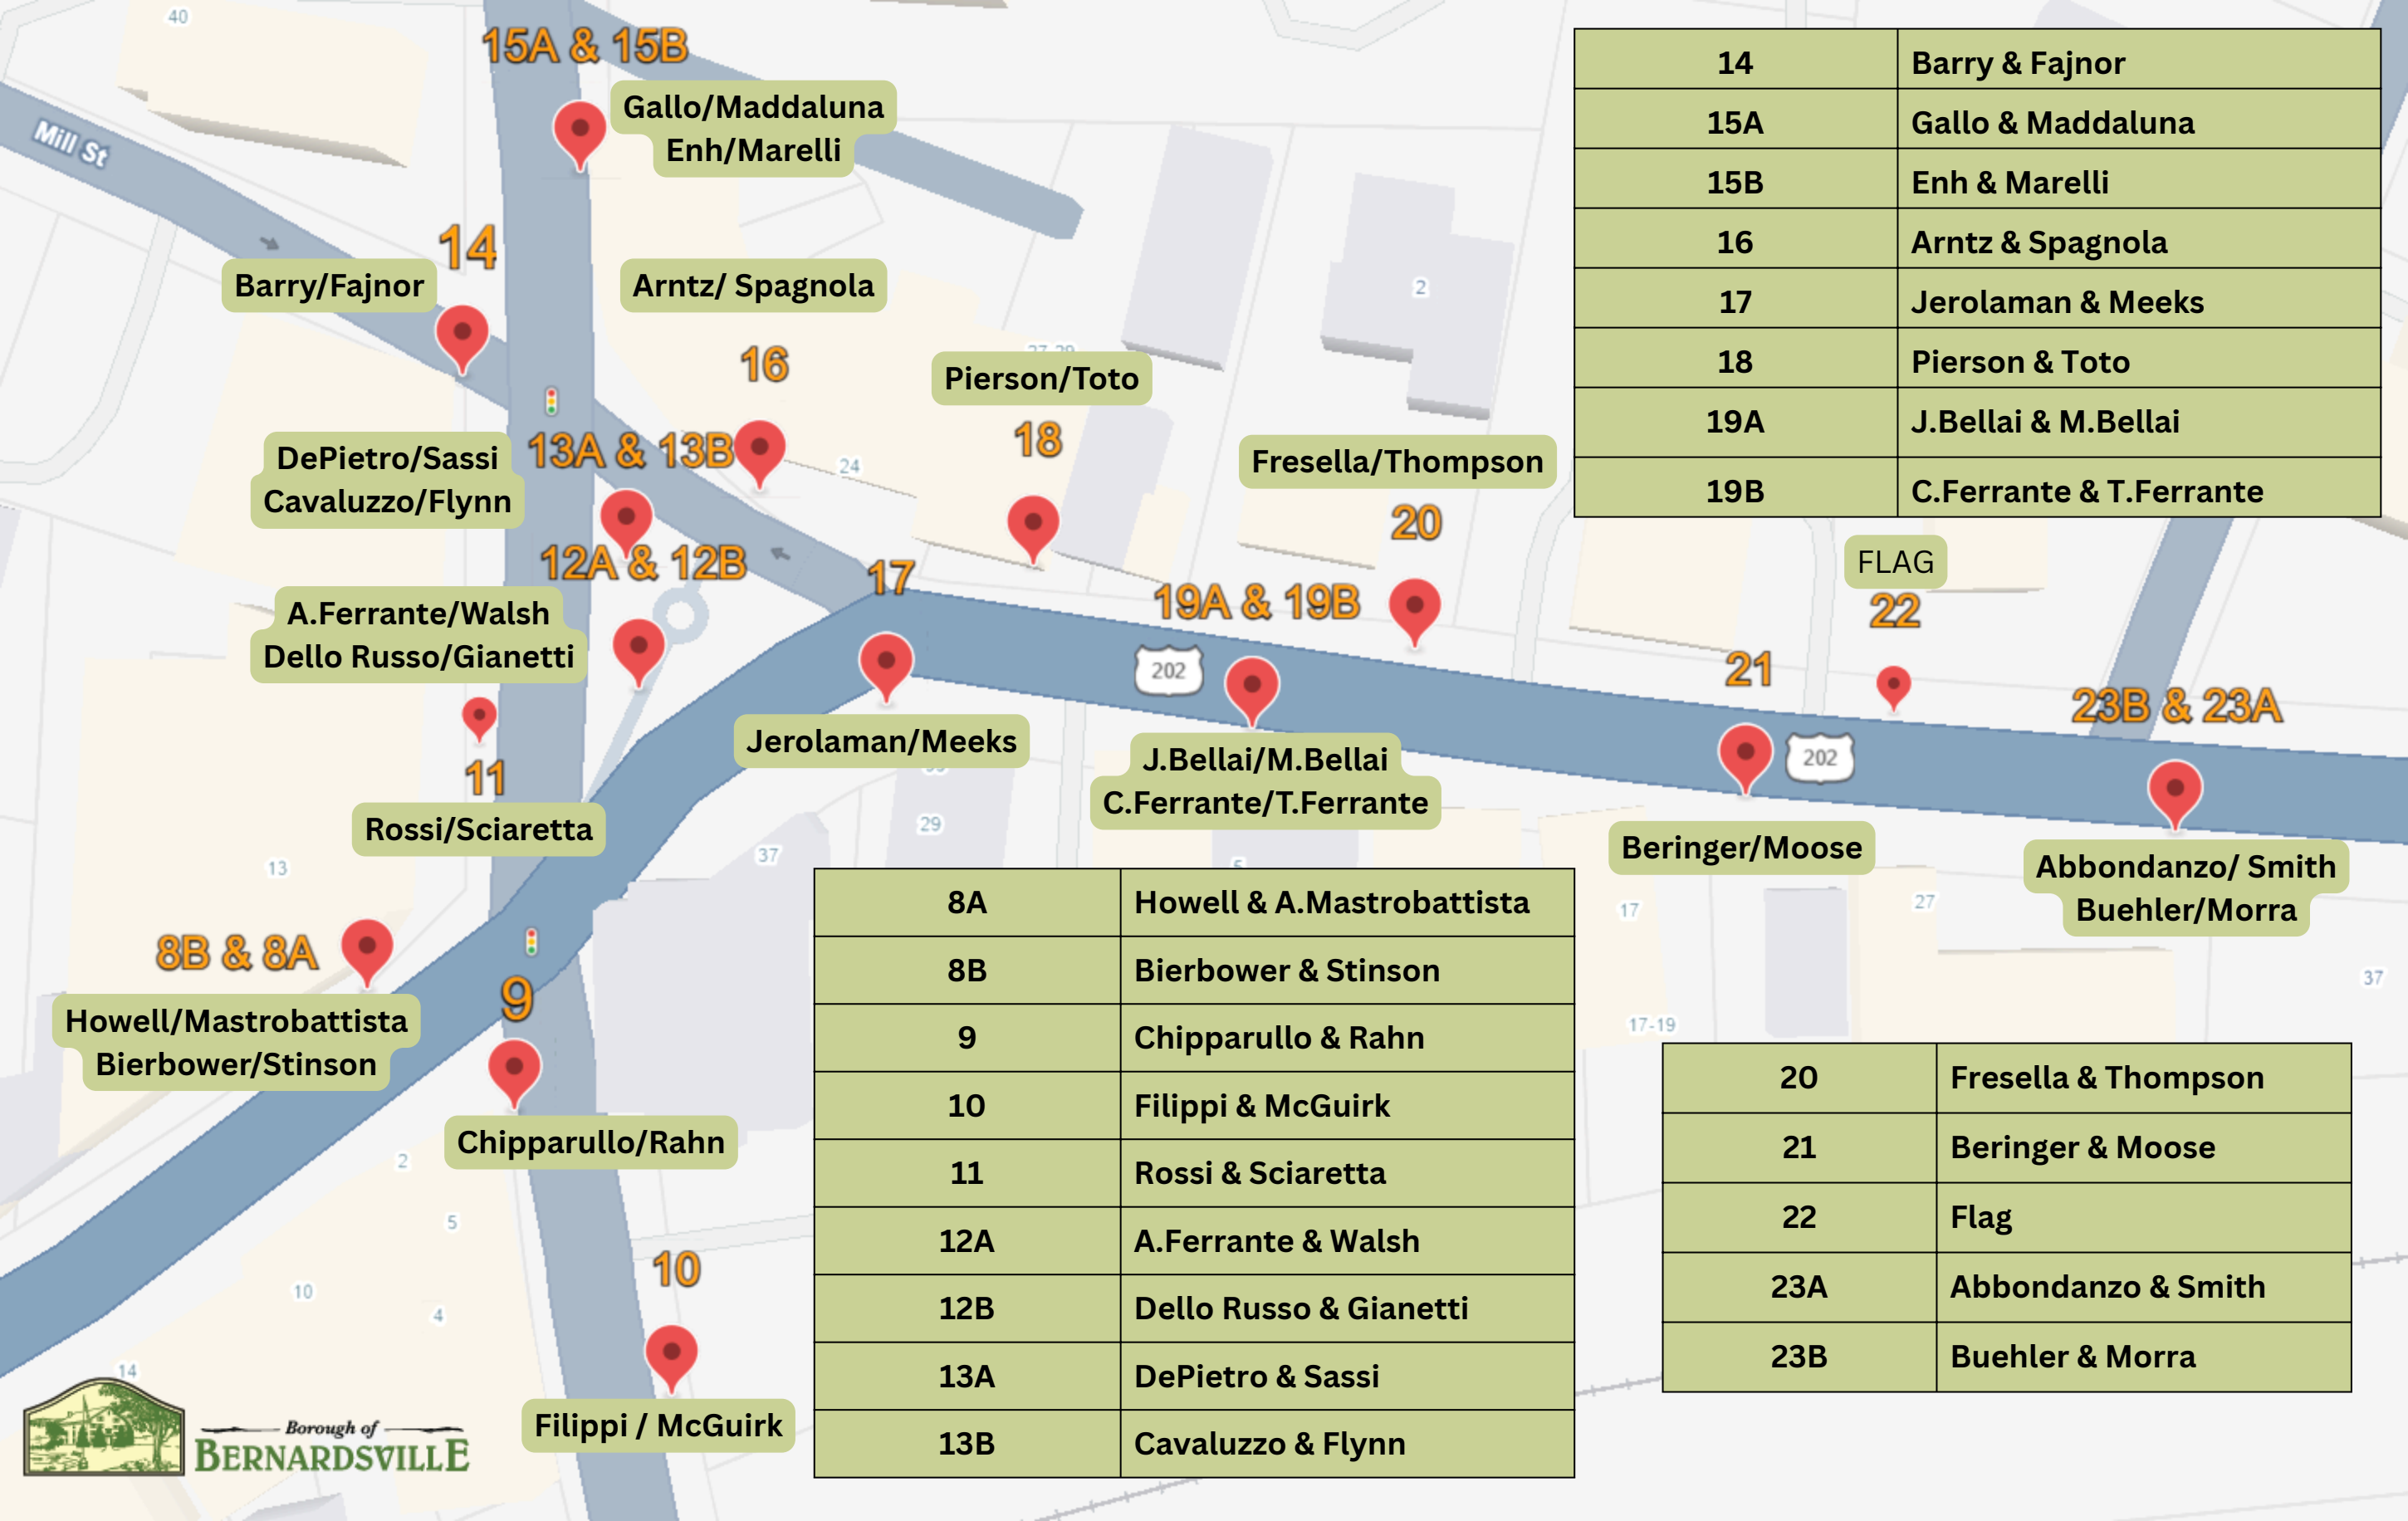 40
15A & 15B
Gallo/Maddaluna
Enh/Marelli
Mill St
14
Barry/Fajnor
Arntz/ Spagnola
2
27-29
16
Pierson/Toto
18
DePietro/Sassi
Cavaluzzo/Flynn
13A & 13B
24
Fresella/Thompson
20
12A & 12B
17
19A & 19B
A.Ferrante/Walsh
Dello Russo/Gianetti
FLAG
22
202
21
23B & 23A
11
Jerolaman/Meeks
J.Bellai/M.Bellai
C.Ferrante/T.Ferrante
202
Rossi/Sciaretta
29
37
5
13
Beringer/Moose
Abbondanzo/ Smith
Buehler/Morra
17
27
37
17-19
8B & 8A
Howell/Mastrobattista
Bierbower/Stinson
9
Chipparullo/Rahn
2
5
10
4
14
10
Filippi / McGuirk
Borough of
BERNARDSVILLE
14 Barry & Fajnor
15A Gallo & Maddaluna
15B Enh & Marelli
16 Arntz & Spagnola
17 Jerolaman & Meeks
18 Pierson & Toto
19A J.Bellai & M.Bellai
19B C.Ferrante & T.Ferrante
8A Howell & A.Mastrobattista
8B Bierbower & Stinson
9 Chipparullo & Rahn
10 Filippi & McGuirk
11 Rossi & Sciaretta
12A A.Ferrante & Walsh
12B Dello Russo & Gianetti
13A DePietro & Sassi
13B Cavaluzzo & Flynn
20 Fresella & Thompson
21 Beringer & Moose
22 Flag
23A Abbondanzo & Smith
23B Buehler & Morra